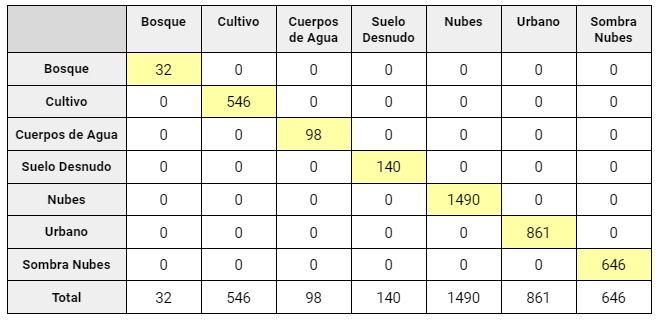 Bosque Cultivo Cuerpos de Agua Suelo Desnudo Nubes Urbano Sombra Nubes
Bosque 32 0 0 0 0 0 0
Cultivo 0 546 0 0 0 0 0
Cuerpos de Agua 0 0 98 0 0 0 0
Suelo Desnudo 0 0 0 140 0 0 0
Nubes 0 0 0 0 1490 0 0
Urbano 0 0 0 0 0 861 0
Sombra Nubes 0 0 0 0 0 0 646
Total 32 546 98 140 1490 861 646